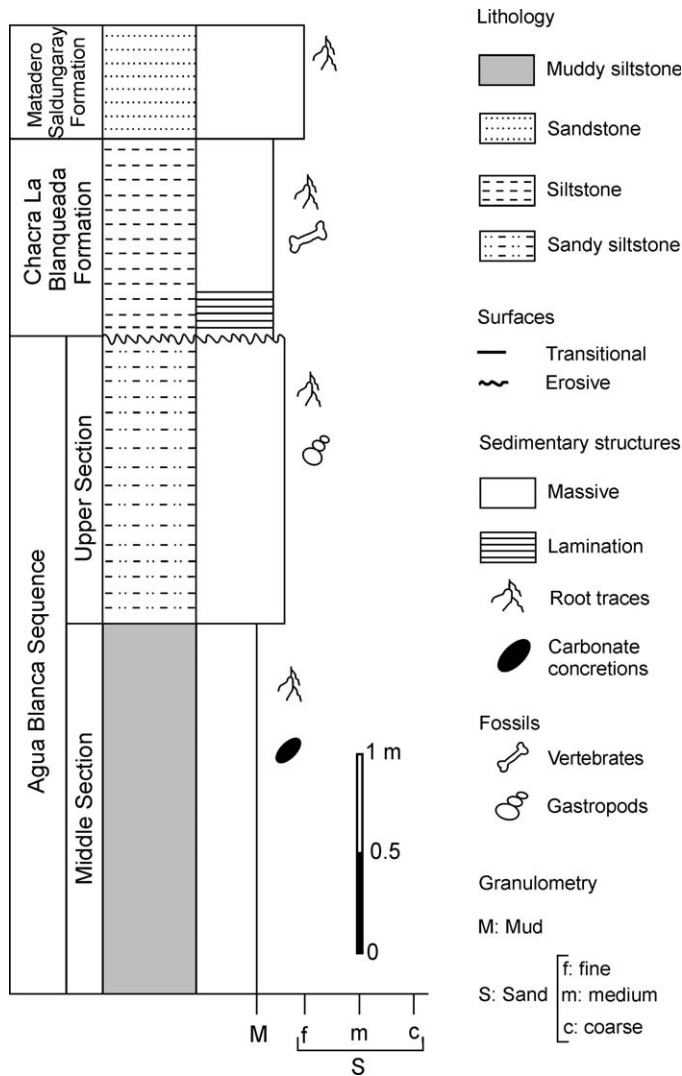 Matadero
Saldungaray
Formation
Chacra La
Blanqueada
Formation
Agua Blanca Sequence
Upper Section
Middle Section
1 m
0.5
0
M
f
m
c
S
Lithology
Muddy siltstone
Sandstone
Siltstone
Sandy siltstone
Surfaces
Transitional
Erosive
Sedimentary structures
Massive
Lamination
Root traces
Carbonate
concretions
Fossils
Vertebrates
Gastropods
Granulometry
M: Mud
S: Sand
f: fine
m: medium
c: coarse